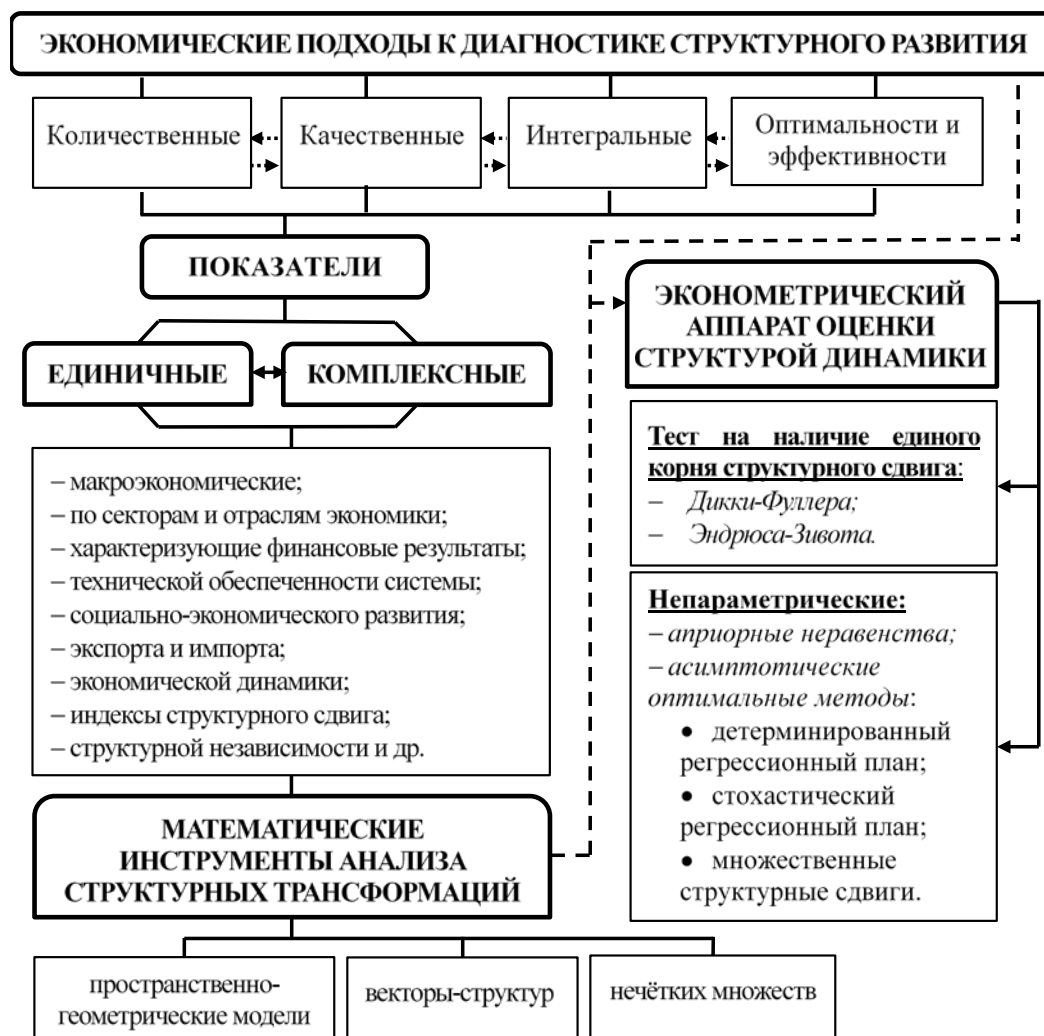 ЭКОНОМИЧЕСКИЕ ПОДХОДЫ К ДИАГНОСТИКЕ СТРУКТУРНОГО РАЗВИТИЯ
Количественные
Качественные
Интегральные
Оптимальности и
эффективности
ПОКАЗАТЕЛИ
ЕДИНИЧНЫЕ
КОМПЛЕКСНЫЕ
– макроэкономические;
– по секторам и отраслям экономики;
– характеризующие финансовые результаты;
– технической обеспеченности системы;
– социально-экономического развития;
– экспорта и импорта;
– экономической динамики;
– индексы структурного сдвига;
– структурной независимости и др.
МАТЕМАТИЧЕСКИЕ
ИНСТРУМЕНТЫ АНАЛИЗА
СТРУКТУРНЫХ ТРАНСФОРМАЦИЙ
пространственно-
геометрические модели
векторы-структур
нечётких множеств
ЭКОНОМЕТРИЧЕСКИЙ
АППАРАТ ОЦЕНКИ
СТРУКТУРОЙ ДИНАМИКИ
Тест на наличие единого
корня структурного сдвига:
– Дикки-Фуллера;
– Эндрюса-Зивота.
Непараметрические:
– априорные неравенства;
– асимптотические
оптимальные методы:
• детерминированный
регрессионный план;
• стохастический
регрессионный план;
• множественные
структурные сдвиги.